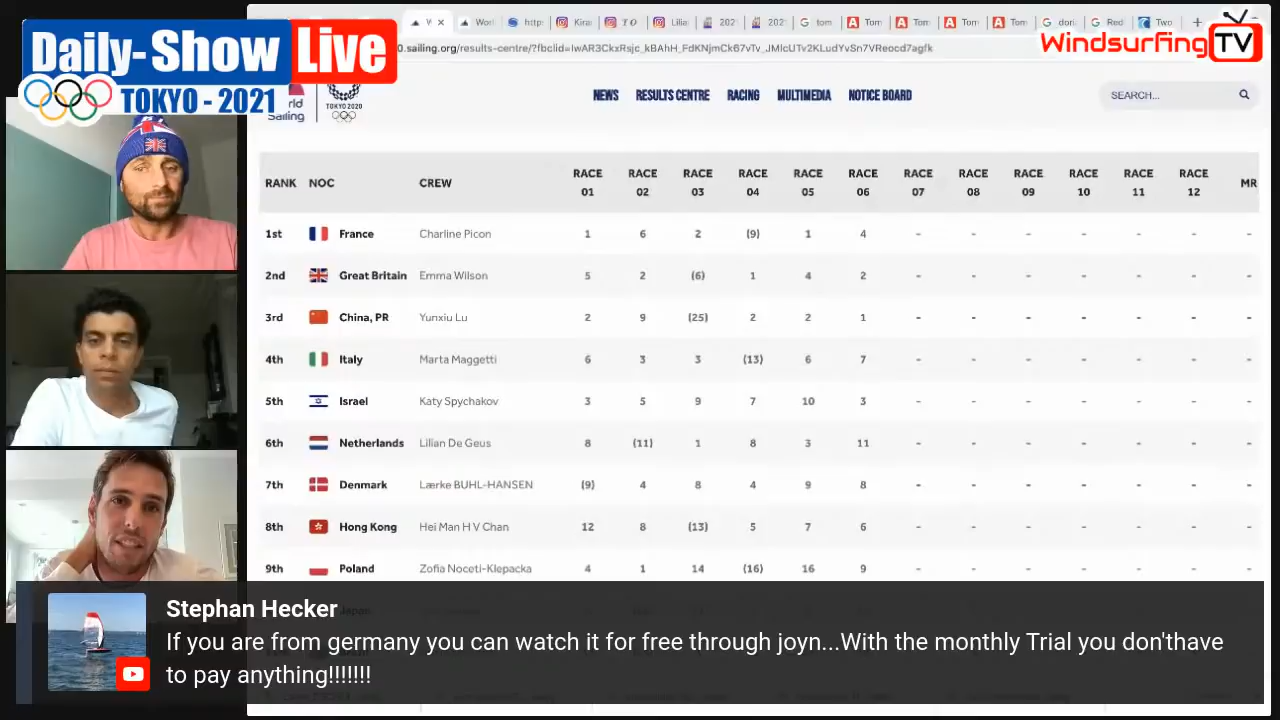 Daily-Show Live
TOKYO - 2021
WindsurfingTV
0.sailing.org/results-centre/?fbclid=IwAR3CkxRsjc_kBAhH_FdKNjmCk67vTv_JMlcUTv2KLudYvSn7VReocd7agfk
Sailing
TOKYO 2020
NEWS RESULTS CENTRE RACING MULTIMEDIA NOTICE BOARD SEARCH...
RANK NOC CREW RACE 01 RACE 02 RACE 03 RACE 04 RACE 05 RACE 06 RACE 07 RACE 08 RACE 09 RACE 10 RACE 11 RACE 12 MR
1st France Charline Picon 1 6 2 (9) 1 4 - - - - - - -
2nd Great Britain Emma Wilson 5 2 (6) 1 4 2 - - - - - - -
3rd China, PR Yunxiu Lu 2 9 (25) 2 2 1 - - - - - - -
4th Italy Marta Maggetti 6 3 3 (13) 6 7 - - - - - - -
5th Israel Katy Spychakov 3 5 9 7 10 3 - - - - - - -
6th Netherlands Lilian De Geus 8 (11) 1 8 3 11 - - - - - - -
7th Denmark Lærke BUHL-HANSEN (9) 4 8 4 9 8 - - - - - - -
8th Hong Kong Hei Man H V Chan 12 8 (13) 5 7 6 - - - - - - -
9th Poland Zofia Noceti-Klepacka 4 1 14 (16) 16 9 - - - - - - -
Stephan Hecker
If you are from germany you can watch it for free through joyn...With the monthly Trial you don'thave
to pay anything!!!!!!!